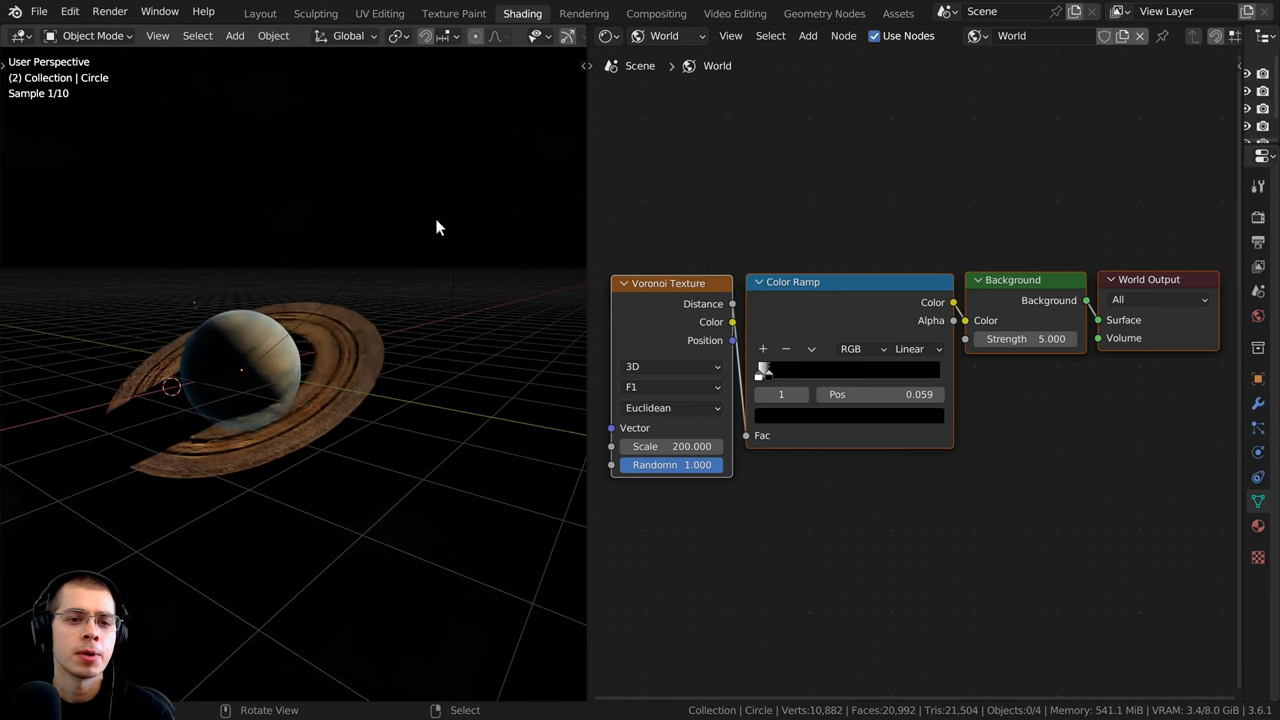 File Edit Render Window Help Layout Sculpting UV Editing Texture Paint Shading Rendering Compositing Video Editing Geometry Nodes Assets Scene View Layer
Object Mode View Select Add Object Global World View Select Add Node Use Nodes World
User Perspective
(2) Collection | Circle
Sample 1/10
Scene > World
Voronoi Texture
Distance
Color
Position
3D
F1
Euclidean
Vector
Scale 200.000
Randomn 1.000
Color Ramp
Color
Alpha
RGB Linear
1 Pos 0.059
Fac
Background
Background
Color
Strength 5.000
World Output
All
Surface
Volume
Rotate View Select Collection | Circle | Verts:10,882 | Faces:20,992 | Tris:21,504 | Objects:0/4 | Memory: 541.1 MiB | VRAM: 3.4/8.0 GiB | 3.6.1